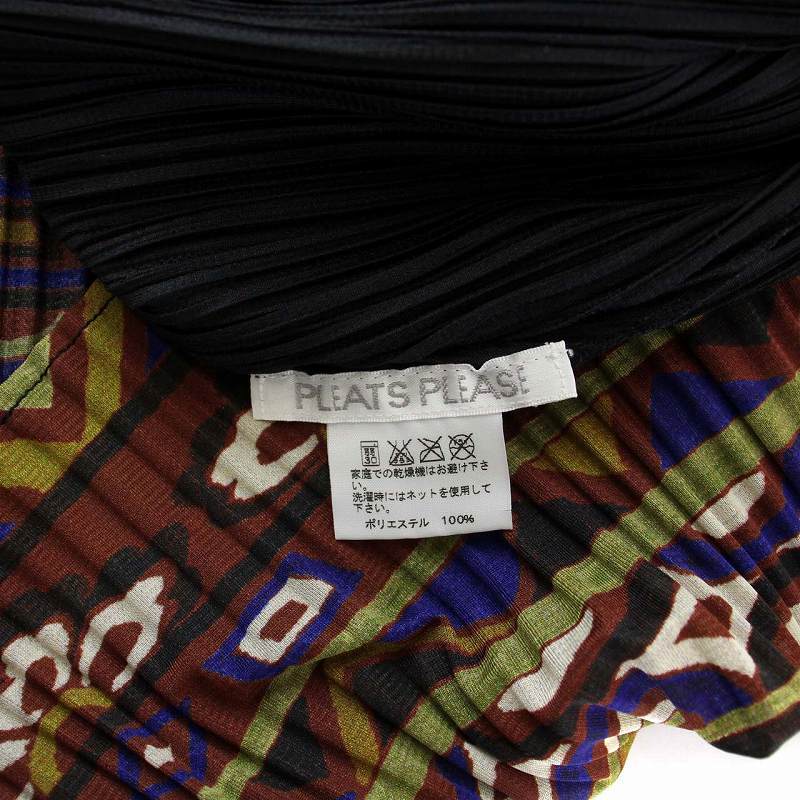 PLEATS PLEASE
家庭での乾燥機はお避け下さ
い。
洗濯時にはネットを使用して
下さい。
ポリエステル 100%